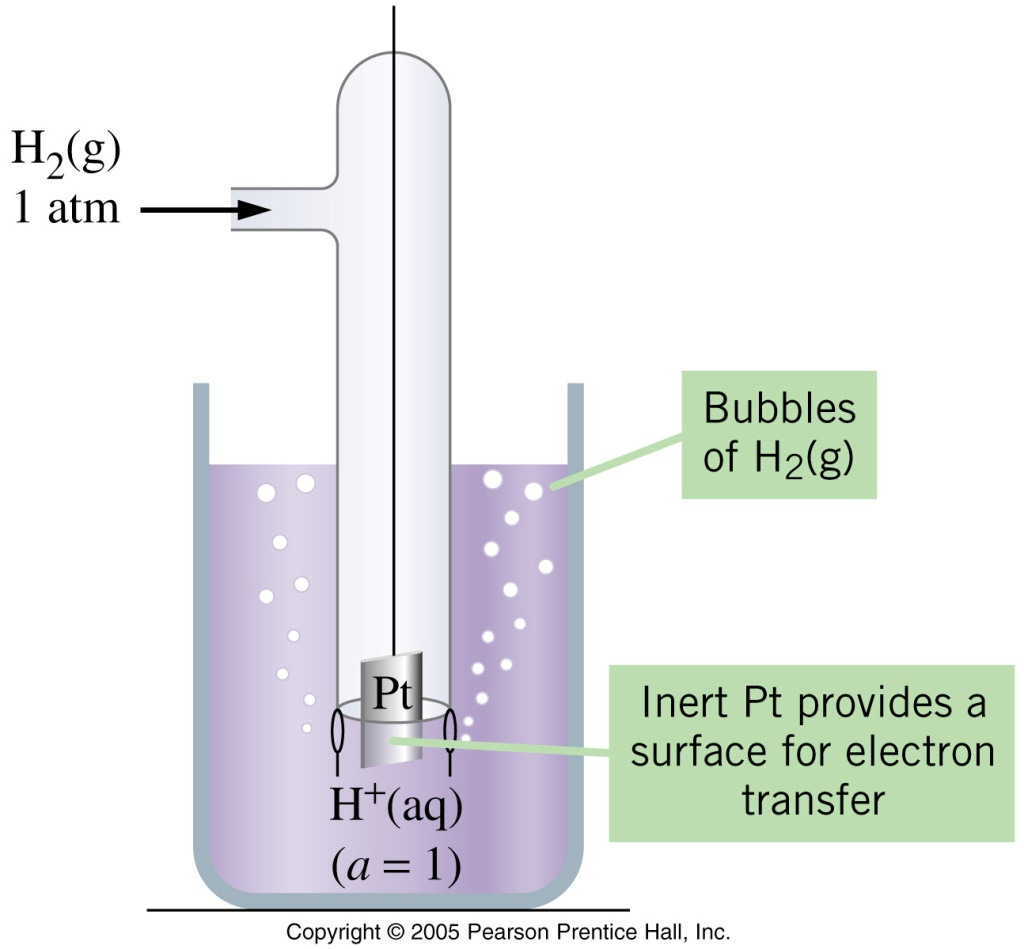 H₂(g)
1 atm
Bubbles
of H₂(g)
Pt
Inert Pt provides a
surface for electron
transfer
H⁺(aq)
(a = 1)
Copyright © 2005 Pearson Prentice Hall, Inc.